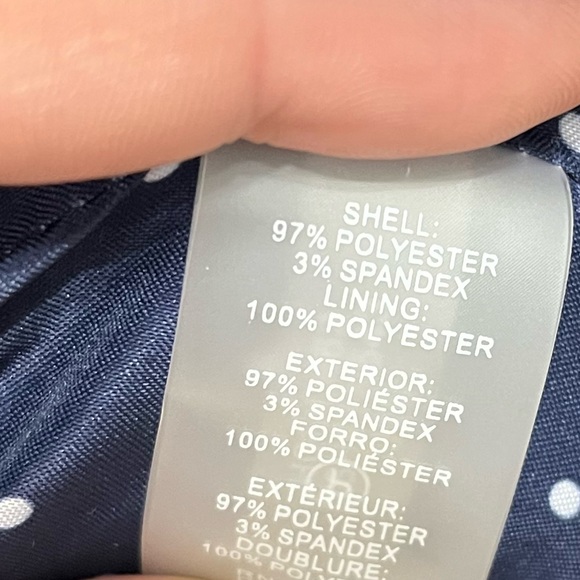 SHELL:
97% POLYESTER
3% SPANDEX
LINING:
100% POLYESTER
EXTERIOR:
97% POLIÉSTER
3% SPANDEX
FORRO:
100% POLIÉSTER
EXTÉRIEUR:
97% POLYESTER
3% SPANDEX
DOUBLURE:
100%